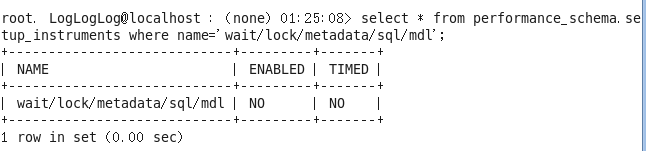 root. LogLogLog@localhost : (none) 01:25:08> select * from performance_schema.se
tup_instruments where name='wait/lock/metadata/sql/mdl';
+----------------------------+---------+-------+
| NAME                       | ENABLED | TIMED |
+----------------------------+---------+-------+
| wait/lock/metadata/sql/mdl | NO      | NO    |
+----------------------------+---------+-------+
1 row in set (0.00 sec)